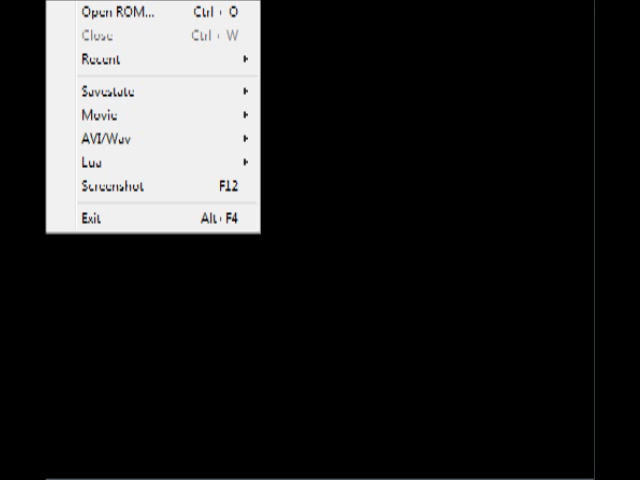 Open ROM... Ctrl + O
Close Ctrl + W
Recent
Savestate
Movie
AVI/Wav
Lua
Screenshot F12
Exit Alt + F4